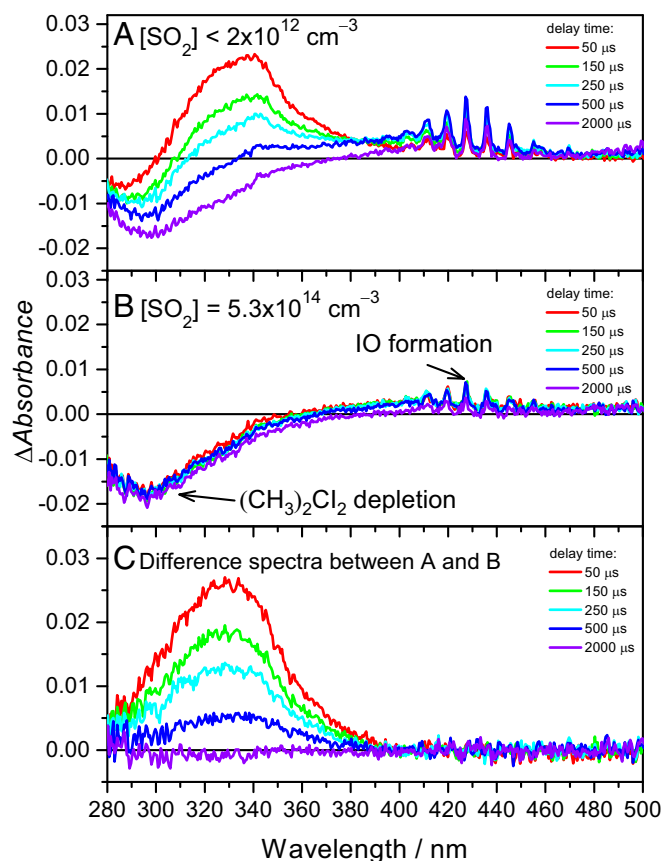 A [SO₂] < 2x10¹² cm⁻³
delay time:
50 µs
150 µs
250 µs
500 µs
2000 µs
0.03
0.02
0.01
0.00
-0.01
-0.02
B [SO₂] = 5.3x10¹⁴ cm⁻³
delay time:
50 µs
150 µs
250 µs
500 µs
2000 µs
IO formation
(CH₃)₂CI₂ depletion
0.03
0.02
0.01
0.00
-0.01
-0.02
ΔAbsorbance
C Difference spectra between A and B
delay time:
50 µs
150 µs
250 µs
500 µs
2000 µs
0.03
0.02
0.01
0.00
280 300 320 340 360 380 400 420 440 460 480 500
Wavelength / nm